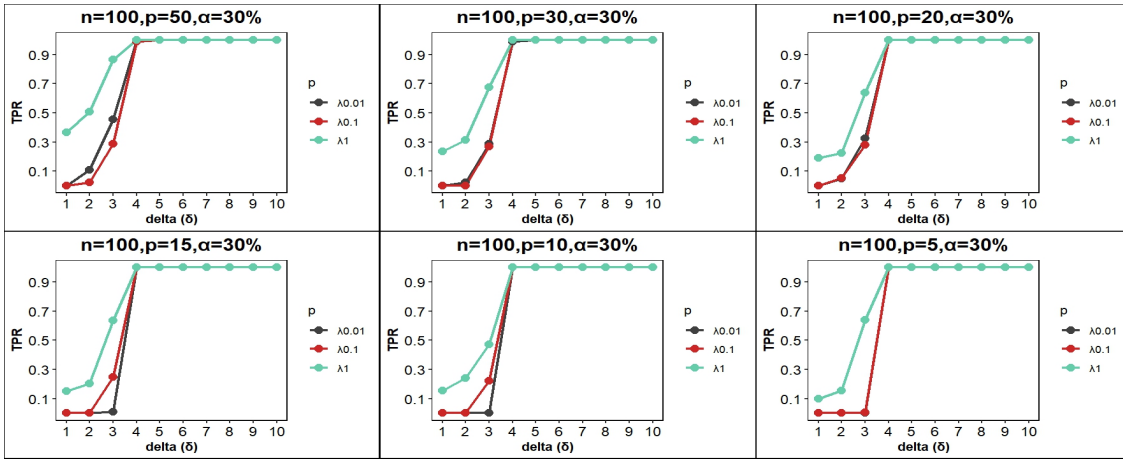 n=100,p=50,α=30%
TPR
0.9
0.7
0.5
0.3
0.1
1 2 3 4 5 6 7 8 9 10
delta (δ)
p
λ0.01
λ0.1
λ1
n=100,p=30,α=30%
TPR
0.9
0.7
0.5
0.3
0.1
1 2 3 4 5 6 7 8 9 10
delta (δ)
p
λ0.01
λ0.1
λ1
n=100,p=20,α=30%
TPR
0.9
0.7
0.5
0.3
0.1
1 2 3 4 5 6 7 8 9 10
delta (δ)
p
λ0.01
λ0.1
λ1
n=100,p=15,α=30%
TPR
0.9
0.7
0.5
0.3
0.1
1 2 3 4 5 6 7 8 9 10
delta (δ)
p
λ0.01
λ0.1
λ1
n=100,p=10,α=30%
TPR
0.9
0.7
0.5
0.3
0.1
1 2 3 4 5 6 7 8 9 10
delta (δ)
p
λ0.01
λ0.1
λ1
n=100,p=5,α=30%
TPR
0.9
0.7
0.5
0.3
0.1
1 2 3 4 5 6 7 8 9 10
delta (δ)
p
λ0.01
λ0.1
λ1